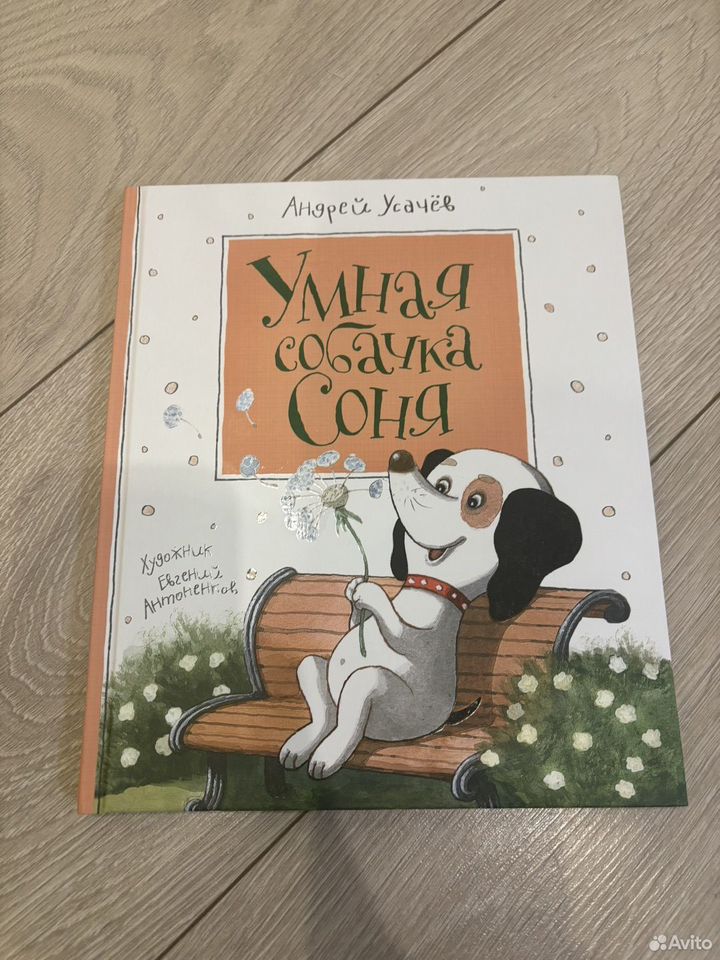 Андрей Усачёв
Умная
собачка
Соня
Художник
Евгений
Антоненков
Avito